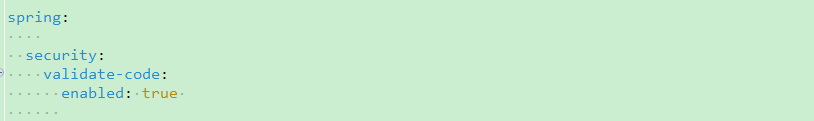 spring:
  security:
    validate-code:
      enabled: true